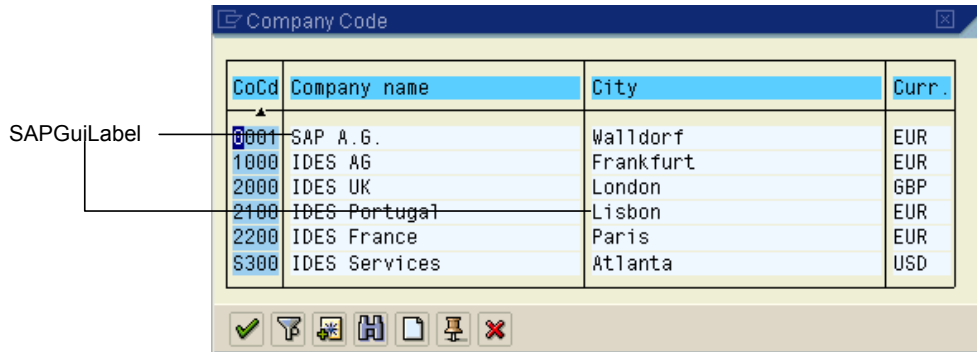 Company Code
CoCd Company name City Curr.
SAPGuiLabel
0001 SAP A.G. Walldorf EUR
1000 IDES AG Frankfurt EUR
2000 IDES UK London GBP
2100 IDES Portugal Lisbon EUR
2200 IDES France Paris EUR
S300 IDES Services Atlanta USD